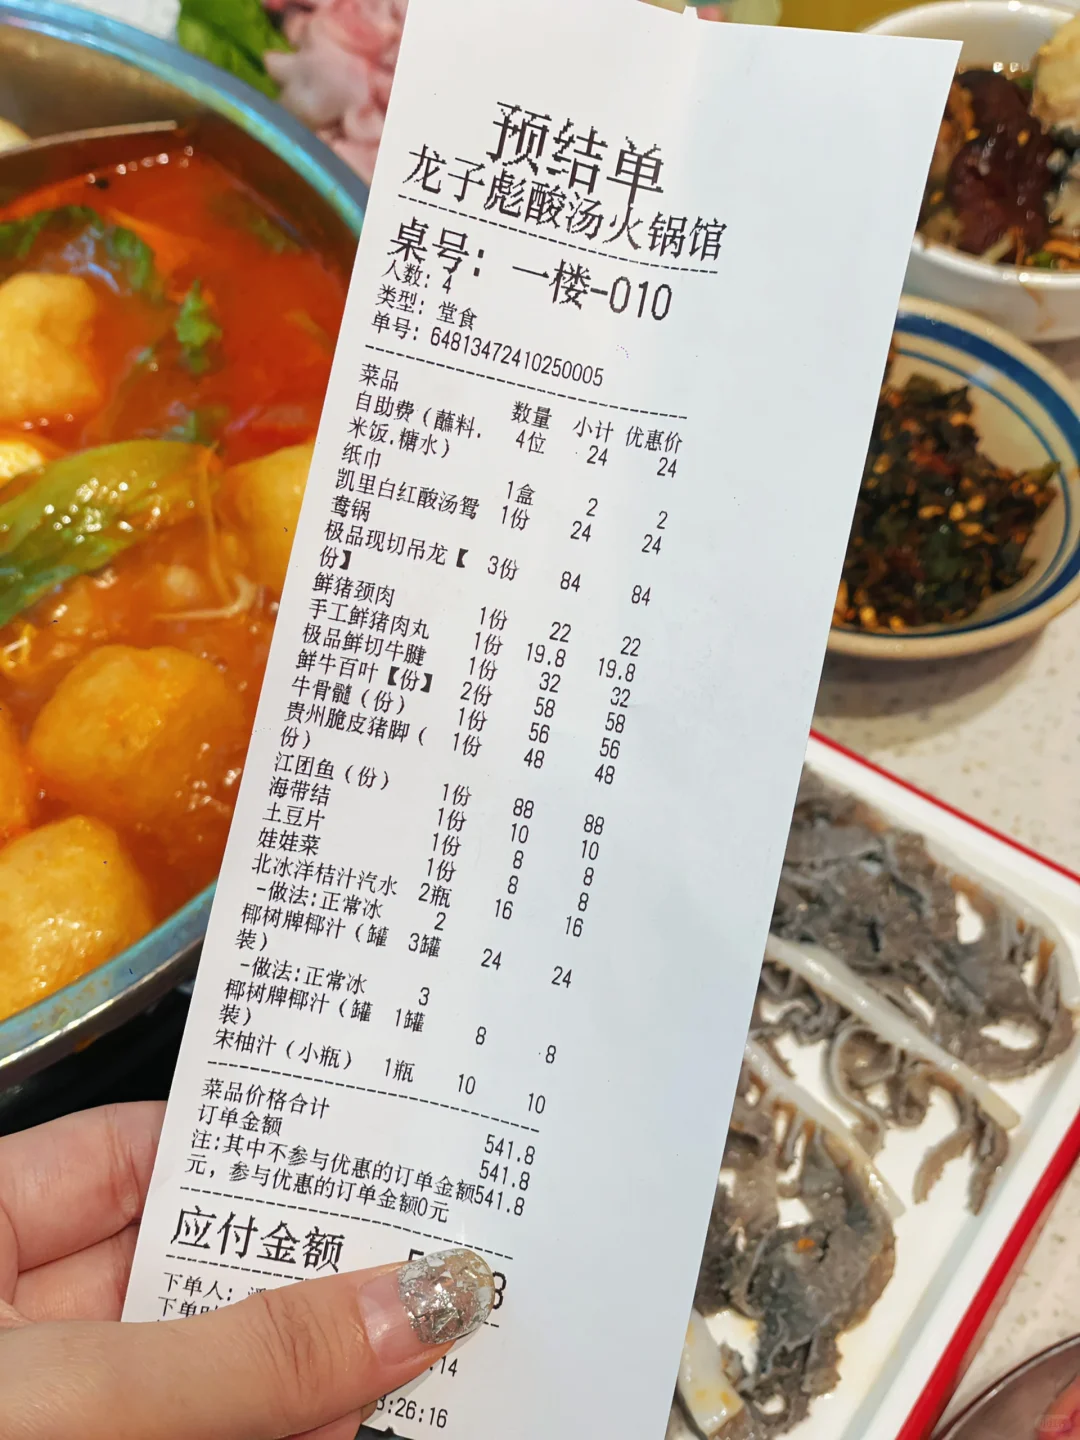 预结单
龙子彪酸汤火锅馆
桌号: 一楼-010
人数: 4
类型: 堂食
单号: 64813472410250005
菜品 数量 小计 优惠价
自助费(蘸料. 4位 24 24
米饭.糖水)
纸巾 1盒 2 2
凯里白红酸汤鸳 1份 24 24
鸯锅
极品现切吊龙【 3份 84 84
份】
鲜猪颈肉 1份 22 22
手工鲜猪肉丸 1份 19.8 19.8
极品鲜切牛腱 1份 32 32
鲜牛百叶【份】 2份 58 58
牛骨髓(份) 1份 56 56
贵州脆皮猪脚( 1份 48 48
份)
江团鱼(份) 1份 88 88
海带结 1份 10 10
土豆片 1份 8 8
娃娃菜 1份 8 8
北冰洋桔汁汽水 2瓶 16 16
-做法:正常冰 2
椰树牌椰汁(罐 3罐 24 24
装)
-做法:正常冰 3
椰树牌椰汁(罐 1罐 8 8
装)
宋柚汁(小瓶) 1瓶 10 10
菜品价格合计 541.8
订单金额 541.8
注:其中不参与优惠的订单金额541.8
元, 参与优惠的订单金额0元
应付金额
下单人:
:26:16